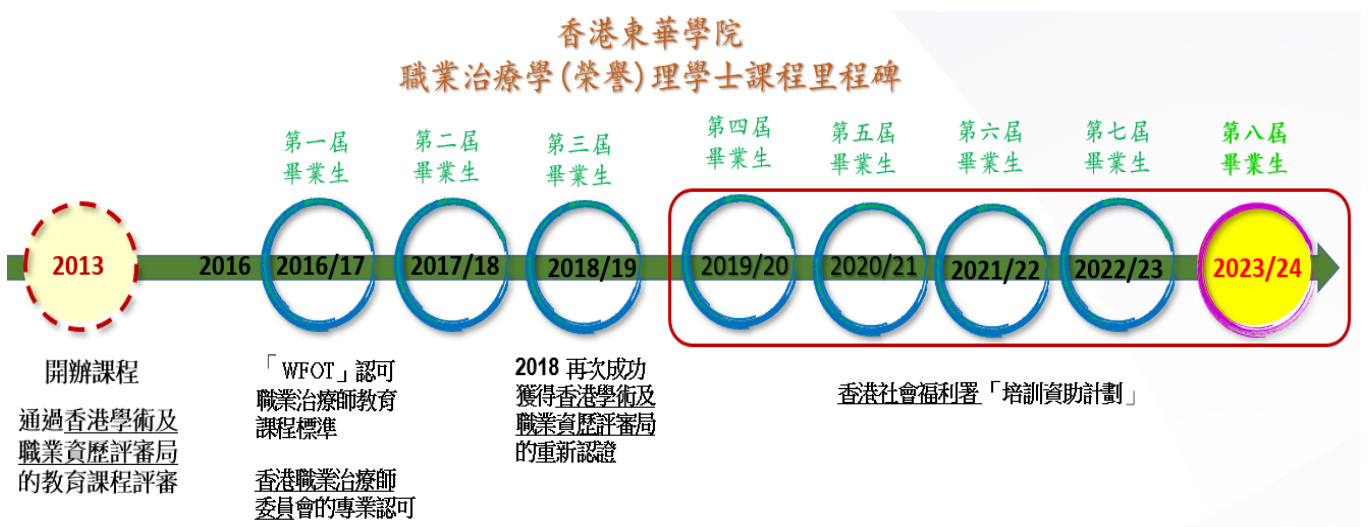 香港東華學院
職業治療學(榮譽)理學士課程里程碑
第一屆
畢業生
第二屆
畢業生
第三屆
畢業生
第四屆
畢業生
第五屆
畢業生
第六屆
畢業生
第七屆
畢業生
第八屆
畢業生
2013
2016
2016/17
2017/18
2018/19
2019/20
2020/21
2021/22
2022/23
2023/24
開辦課程
通過香港學術及
職業資歷評審局
的教育課程評審
「WFOT」認可
職業治療師教育
課程標準
香港職業治療師
委員會的專業認可
2018 再次成功
獲得香港學術及
職業資歷評審局
的重新認證
香港社會福利署「培訓資助計劃」